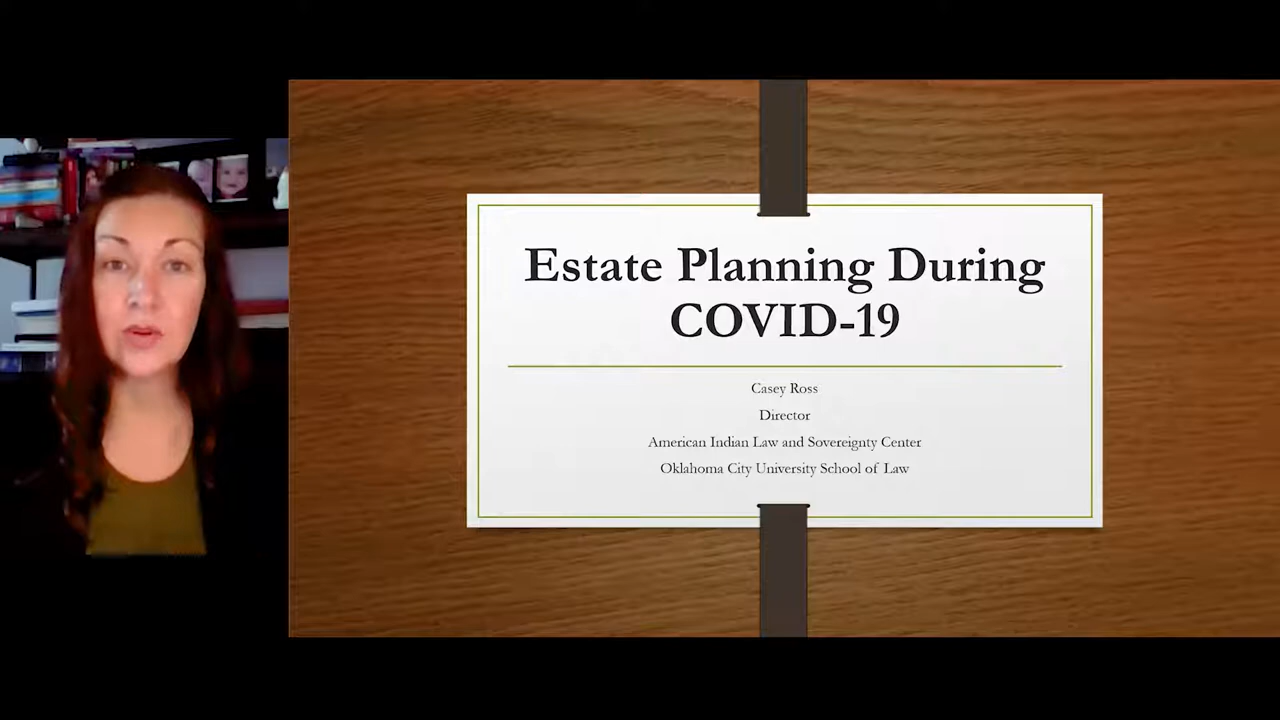 Estate Planning During
COVID-19
Casey Ross
Director
American Indian Law and Sovereignty Center
Oklahoma City University School of Law